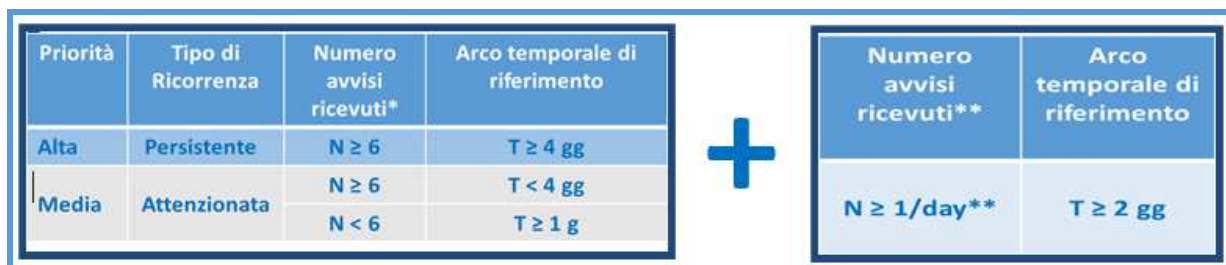 Priorità
Tipo di
Ricorrenza
Numero
avvisi
ricevuti*
Arco temporale di
riferimento
Alta
Persistente
N ≥ 6
T ≥ 4 gg
Media
Attenzionata
N ≥ 6
T < 4 gg
N < 6
T ≥ 1 g
+
Numero
avvisi
ricevuti**
Arco
temporale di
riferimento
N ≥ 1/day**
T ≥ 2 gg